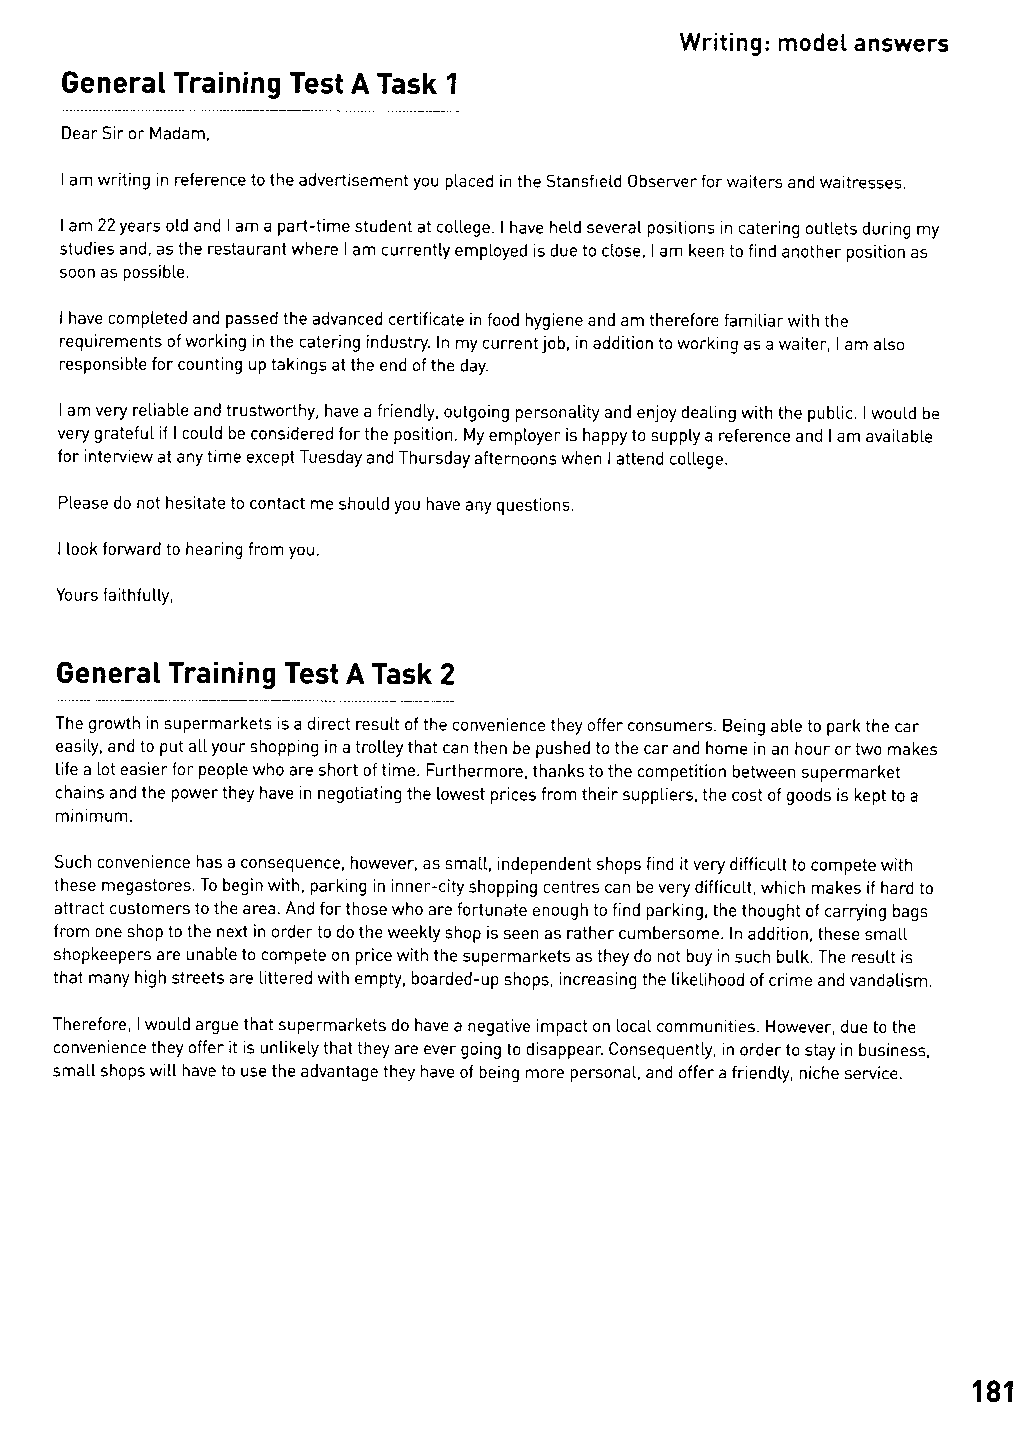 Writing: model answers
General Training Test A Task 1
Dear Sir or Madam,
I am writing in reference to the advertisement you placed in the Stansfield Observer for waiters and waitresses.
I am 22 years old and I am a part-time student at college. I have held several positions in catering outlets during my
studies and, as the restaurant where I am currently employed is due to close, I am keen to find another position as
soon as possible.
I have completed and passed the advanced certificate in food hygiene and am therefore familiar with the
requirements of working in the catering industry. In my current job, in addition to working as a waiter, I am also
responsible for counting up takings at the end of the day.
I am very reliable and trustworthy, have a friendly, outgoing personality and enjoy dealing with the public. I would be
very grateful if I could be considered for the position. My employer is happy to supply a reference and I am available
for interview at any time except Tuesday and Thursday afternoons when I attend college.
Please do not hesitate to contact me should you have any questions.
I look forward to hearing from you.
Yours faithfully,
General Training Test A Task 2
The growth in supermarkets is a direct result of the convenience they offer consumers. Being able to park the car
easily, and to put all your shopping in a trolley that can then be pushed to the car and home in an hour or two makes
life a lot easier for people who are short of time. Furthermore, thanks to the competition between supermarket
chains and the power they have in negotiating the lowest prices from their suppliers, the cost of goods is kept to a
minimum.
Such convenience has a consequence, however, as small, independent shops find it very difficult to compete with
these megastores. To begin with, parking in inner-city shopping centres can be very difficult, which makes if hard to
attract customers to the area. And for those who are fortunate enough to find parking, the thought of carrying bags
from one shop to the next in order to do the weekly shop is seen as rather cumbersome. In addition, these small
shopkeepers are unable to compete on price with the supermarkets as they do not buy in such bulk. The result is
that many high streets are littered with empty, boarded-up shops, increasing the likelihood of crime and vandalism.
Therefore, I would argue that supermarkets do have a negative impact on local communities. However, due to the
convenience they offer it is unlikely that they are ever going to disappear. Consequently, in order to stay in business,
small shops will have to use the advantage they have of being more personal, and offer a friendly, niche service.
181